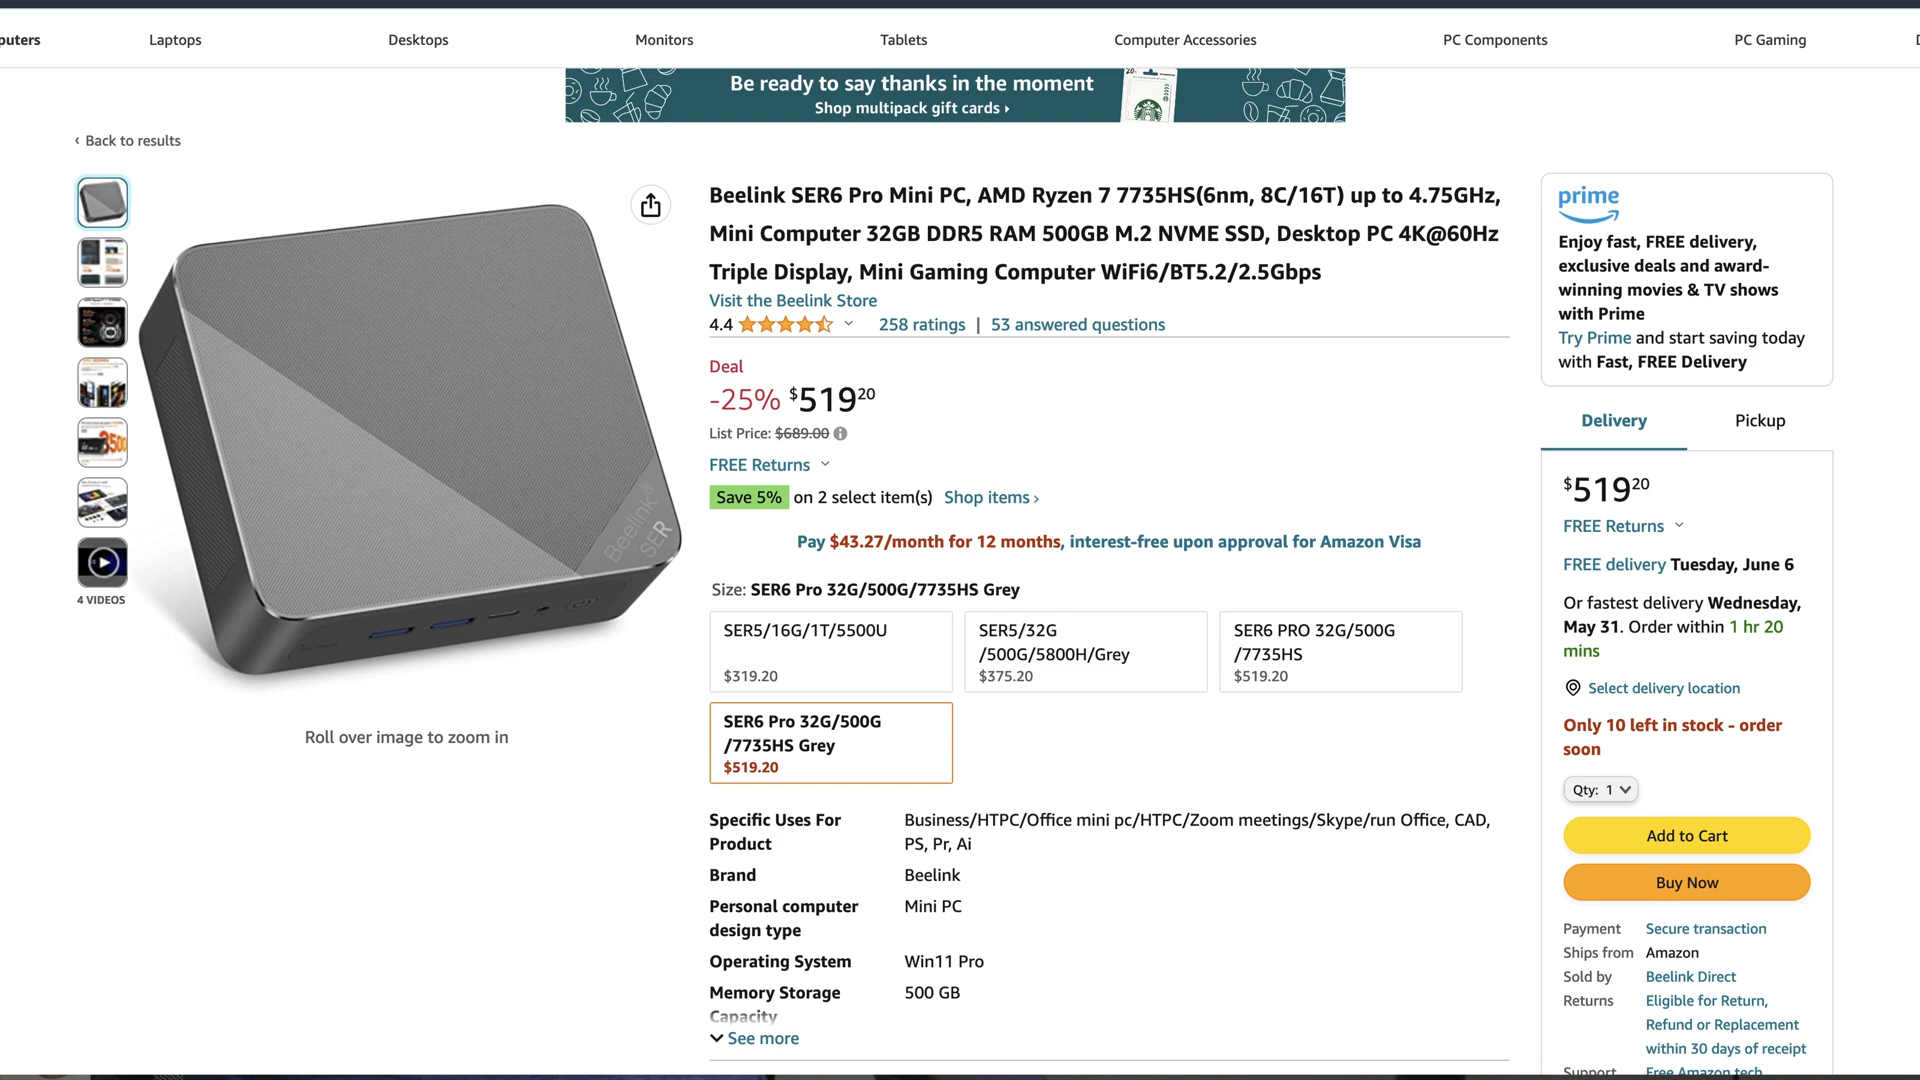 puters
Laptops
Desktops
Monitors
Tablets
Computer Accessories
PC Components
PC Gaming
Be ready to say thanks in the moment
Shop multipack gift cards ›
‹ Back to results
4 VIDEOS
Beelink®
SER
Roll over image to zoom in
Beelink SER6 Pro Mini PC, AMD Ryzen 7 7735HS(6nm, 8C/16T) up to 4.75GHz,
Mini Computer 32GB DDR5 RAM 500GB M.2 NVME SSD, Desktop PC 4K@60Hz
Triple Display, Mini Gaming Computer WiFi6/BT5.2/2.5Gbps
Visit the Beelink Store
4.4 258 ratings | 53 answered questions
Deal
-25% $519 20
List Price: $689.00
FREE Returns
Save 5% on 2 select item(s) Shop items ›
Pay $43.27/month for 12 months, interest-free upon approval for Amazon Visa
Size: SER6 Pro 32G/500G/7735HS Grey
SER5/16G/1T/5500U
$319.20
SER5/32G
/500G/5800H/Grey
$375.20
SER6 PRO 32G/500G
/7735HS
$519.20
SER6 Pro 32G/500G
/7735HS Grey
$519.20
Specific Uses For
Product
Business/HTPC/Office mini pc/HTPC/Zoom meetings/Skype/run Office, CAD,
PS, Pr, Ai
Brand
Beelink
Personal computer
design type
Mini PC
Operating System
Win11 Pro
Memory Storage
Capacity
500 GB
See more
prime
Enjoy fast, FREE delivery,
exclusive deals and award-
winning movies & TV shows
with Prime
Try Prime and start saving today
with Fast, FREE Delivery
Delivery
Pickup
$519 20
FREE Returns
FREE delivery Tuesday, June 6
Or fastest delivery Wednesday,
May 31. Order within 1 hr 20
mins
Select delivery location
Only 10 left in stock - order
soon
Qty: 1
Add to Cart
Buy Now
Payment Secure transaction
Ships from Amazon
Sold by Beelink Direct
Returns Eligible for Return,
Refund or Replacement
within 30 days of receipt
Support Free Amazon tech